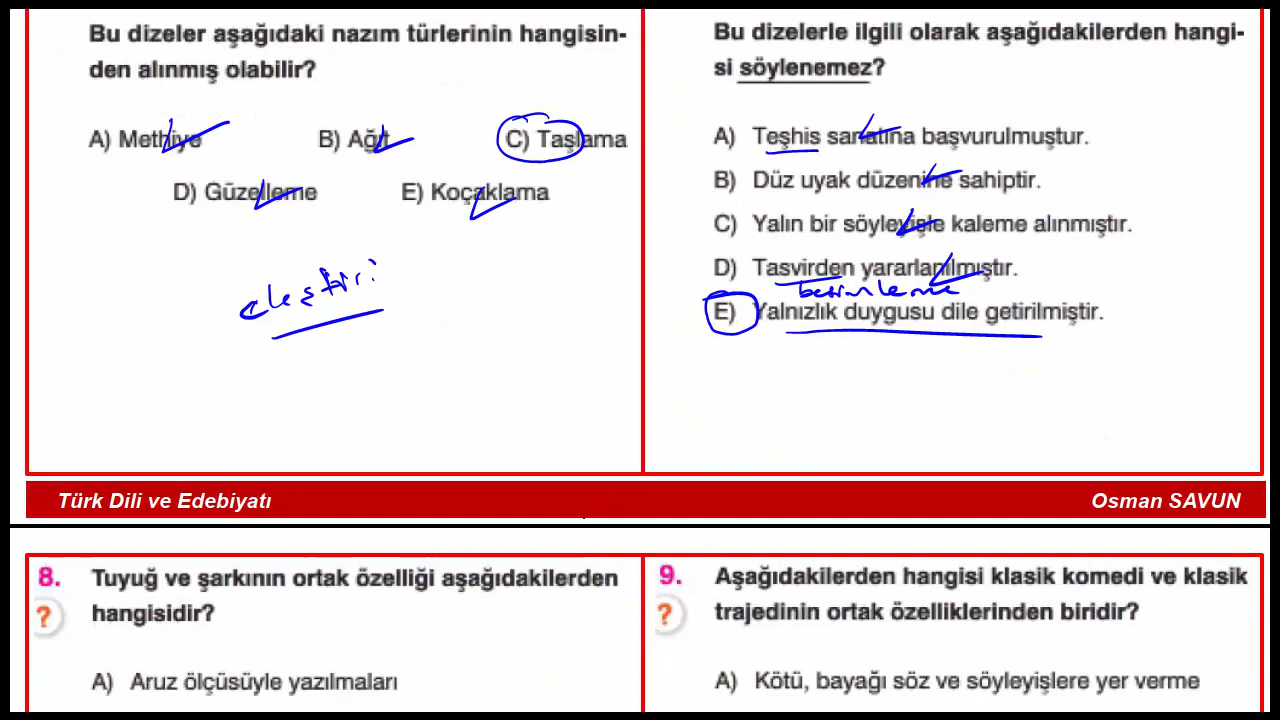 Bu dizeler aşağıdaki nazım türlerinin hangisin-
den alınmış olabilir?
A) Methiye B) Ağıt C) Taşlama
D) Güzelleme E) Koçaklama
eleştiri
Bu dizelerle ilgili olarak aşağıdakilerden hangi-
si söylenemez?
A) Teşhis sanatına başvurulmuştur.
B) Düz uyak düzenine sahiptir.
C) Yalın bir söyleyişle kaleme alınmıştır.
D) Tasvirden yararlanılmıştır.
betimleme
E) Yalnızlık duygusu dile getirilmiştir.
Türk Dili ve Edebiyatı
Osman SAVUN
8. Tuyuğ ve şarkının ortak özelliği aşağıdakilerden
? hangisidir?
A) Aruz ölçüsüyle yazılmaları
9. Aşağıdakilerden hangisi klasik komedi ve klasik
? trajedinin ortak özelliklerinden biridir?
A) Kötü, bayağı söz ve söyleyişlere yer verme